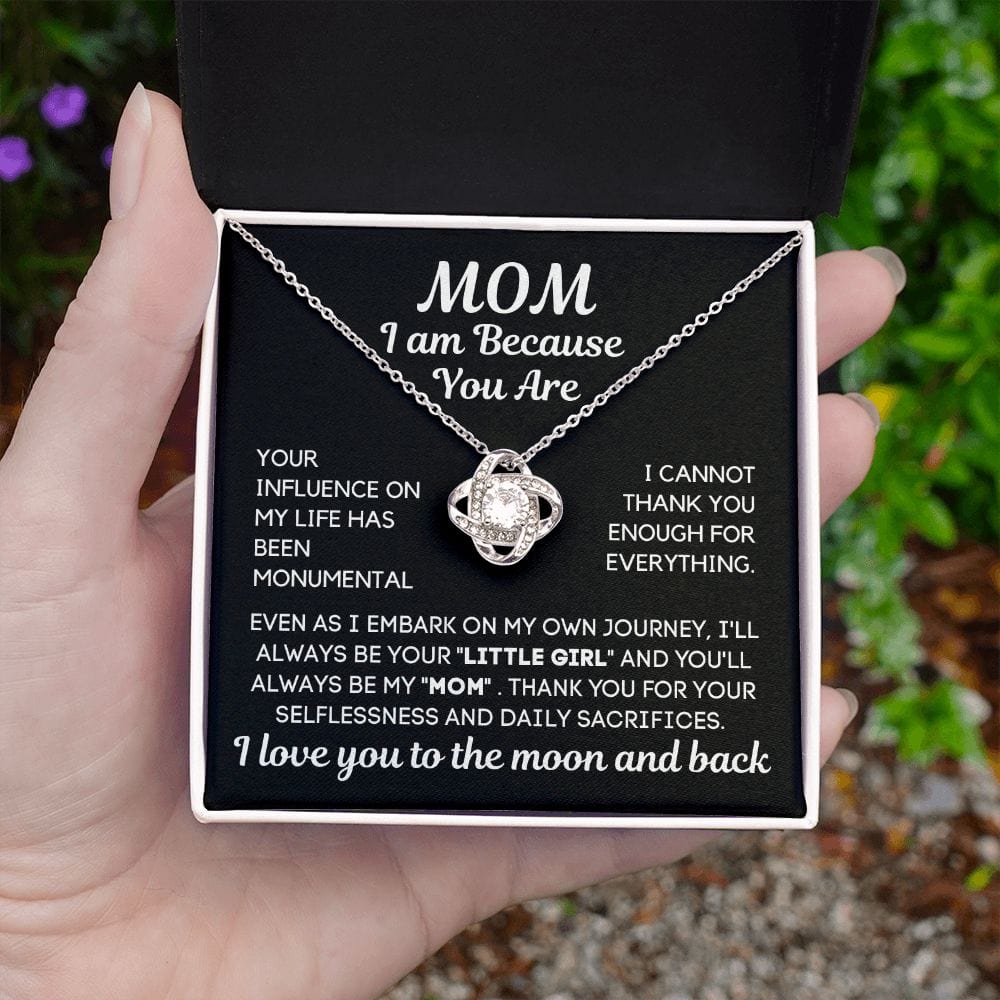 MOM
I am Because
You Are
YOUR
INFLUENCE ON
MY LIFE HAS
BEEN
MONUMENTAL
I CANNOT
THANK YOU
ENOUGH FOR
EVERYTHING.
EVEN AS I EMBARK ON MY OWN JOURNEY, I'LL
ALWAYS BE YOUR "LITTLE GIRL" AND YOU'LL
ALWAYS BE MY "MOM" . THANK YOU FOR YOUR
SELFLESSNESS AND DAILY SACRIFICES.
I love you to the moon and back